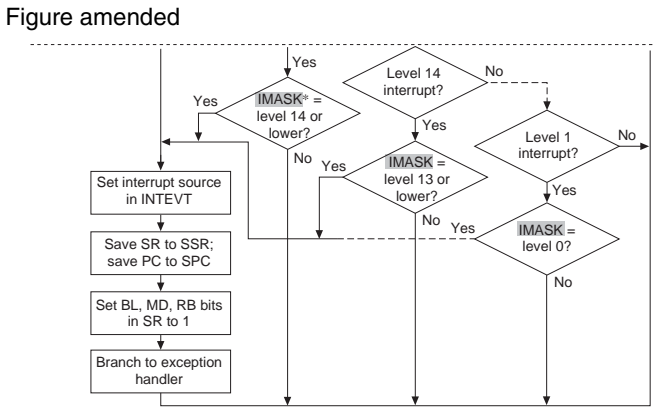 Figure amended
Yes
IMASK* =
level 14 or
lower?
Yes
No
Level 14
interrupt?
No
Yes
IMASK =
level 13 or
lower?
Yes
No
Level 1
interrupt?
No
Yes
IMASK =
level 0?
Yes
No
Set interrupt source
in INTEVT
Save SR to SSR;
save PC to SPC
Set BL, MD, RB bits
in SR to 1
Branch to exception
handler